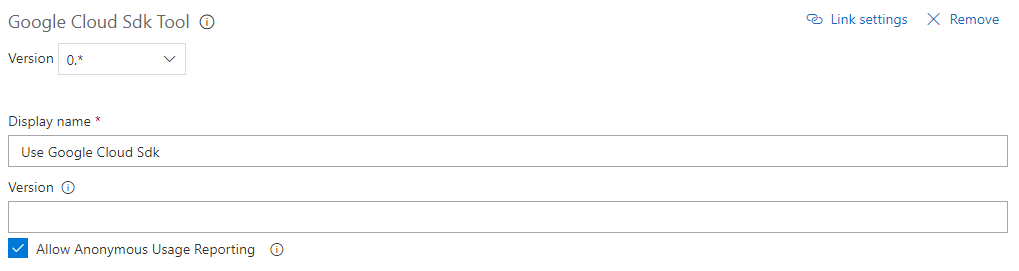 Google Cloud Sdk Tool
Link settings
Remove
Version 0.*
Display name *
Use Google Cloud Sdk
Version
Allow Anonymous Usage Reporting